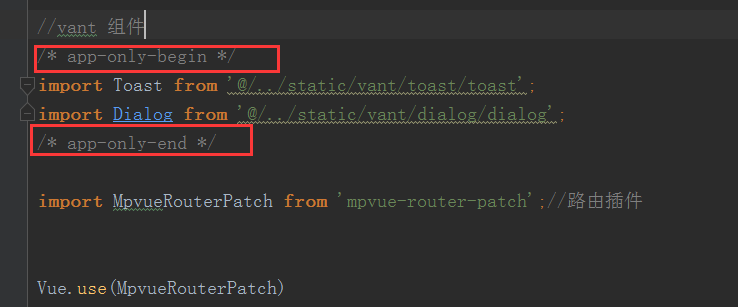 //vant 组件
/* app-only-begin */
import Toast from '@/../static/vant/toast/toast';
import Dialog from '@/../static/vant/dialog/dialog';
/* app-only-end */
import MpvueRouterPatch from 'mpvue-router-patch';//路由插件
Vue.use(MpvueRouterPatch)